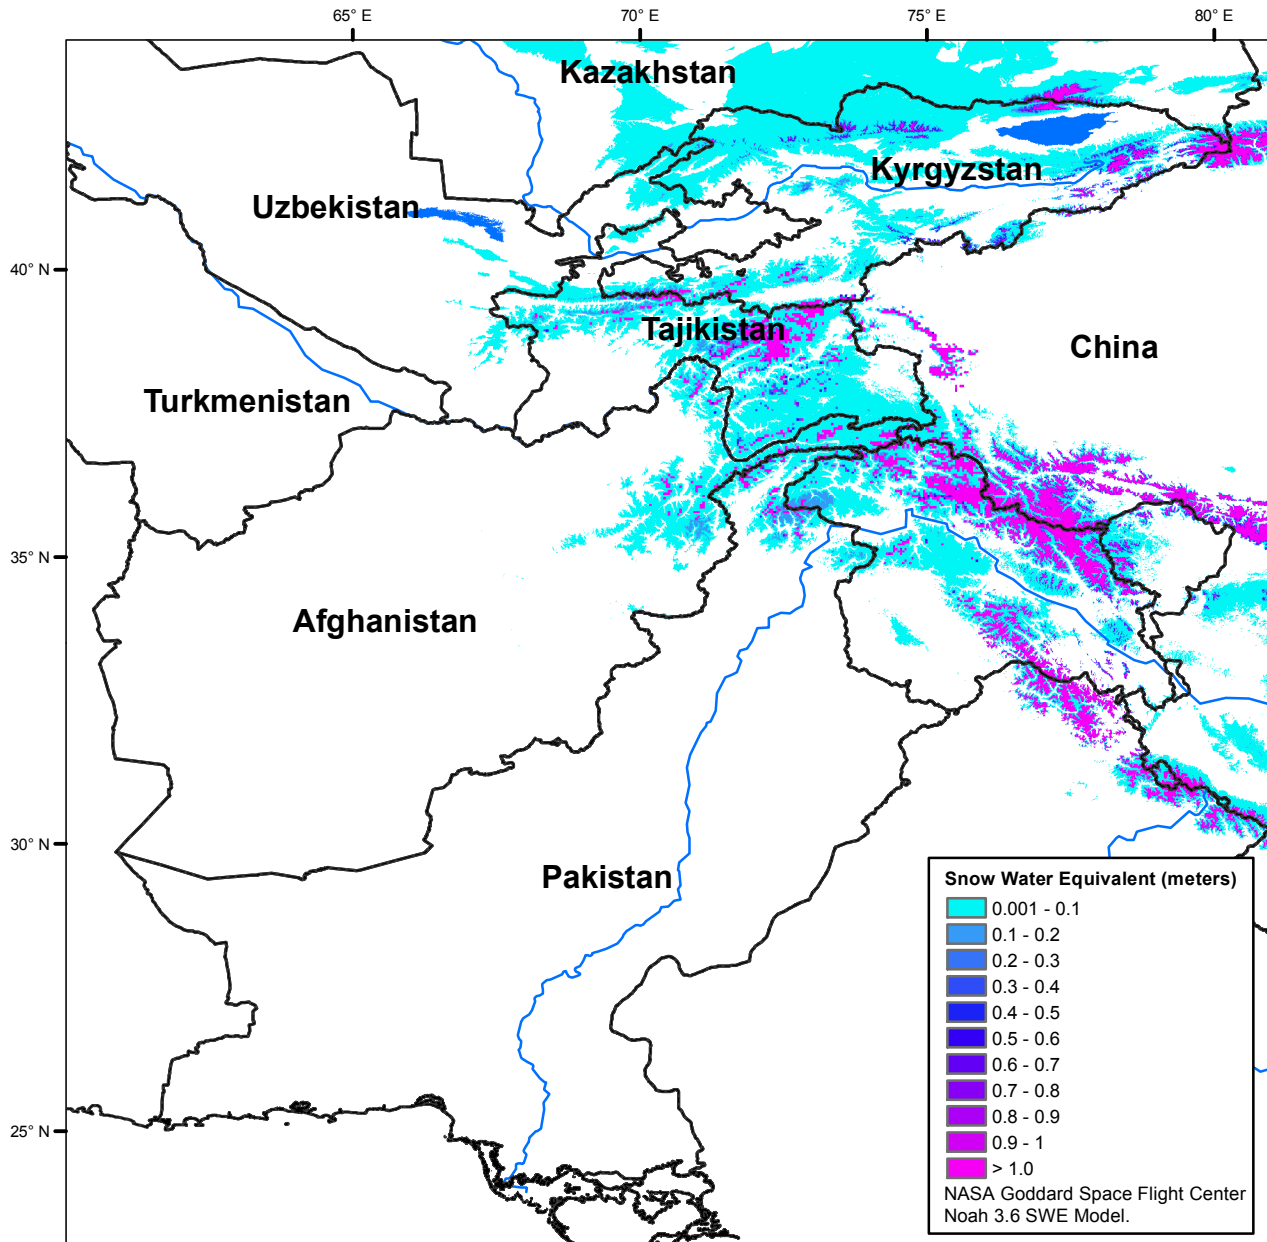 65° E
70° E
75° E
80° E
Kazakhstan
Kyrgyzstan
Uzbekistan
40° N
Tajikistan
China
Turkmenistan
35° N
Afghanistan
30° N
Pakistan
25° N
Snow Water Equivalent (meters)
0.001 - 0.1
0.1 - 0.2
0.2 - 0.3
0.3 - 0.4
0.4 - 0.5
0.5 - 0.6
0.6 - 0.7
0.7 - 0.8
0.8 - 0.9
0.9 - 1
> 1.0
NASA Goddard Space Flight Center
Noah 3.6 SWE Model.